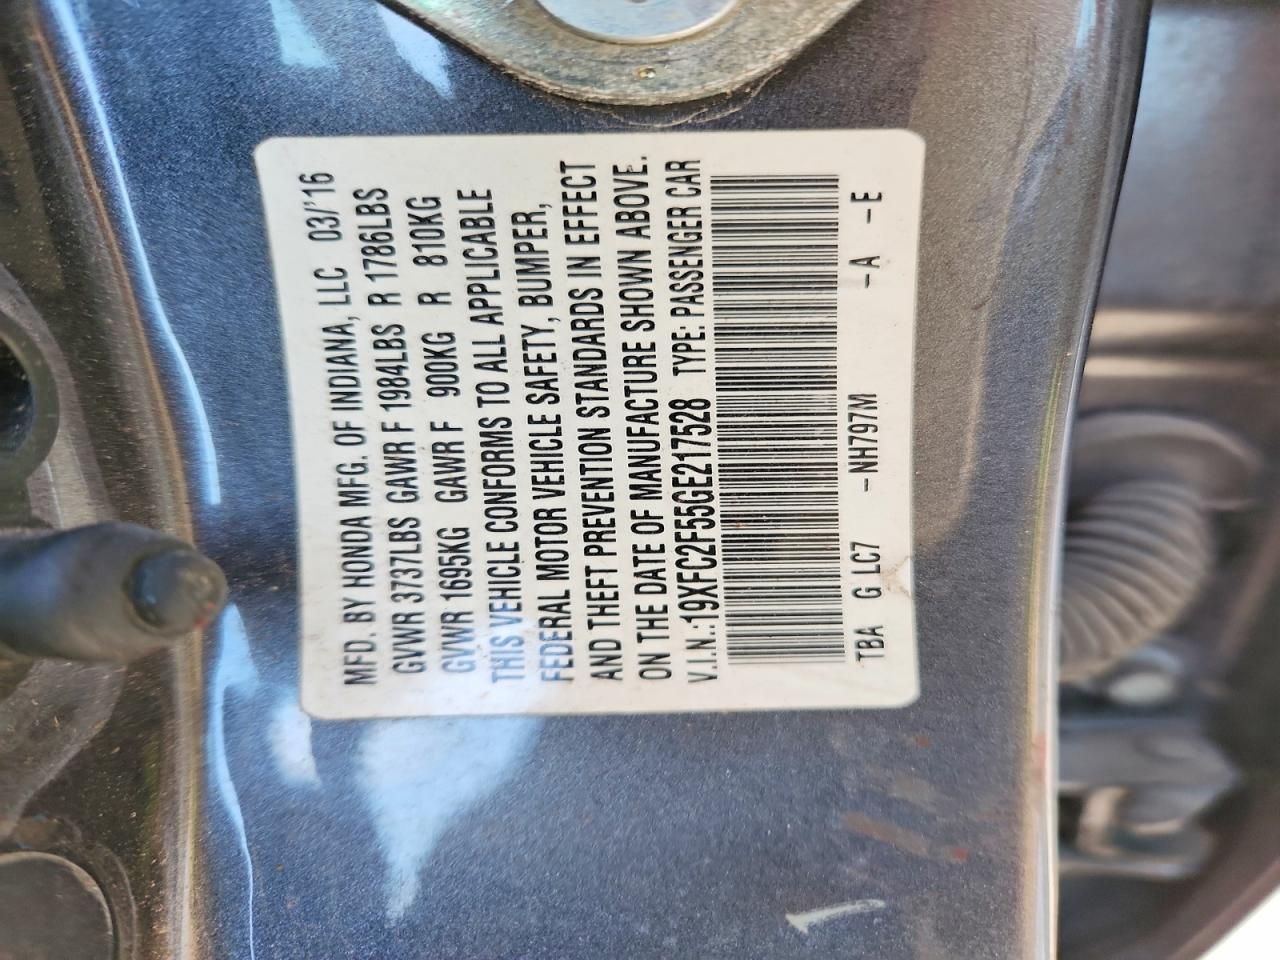 MFD. BY HONDA MFG. OF INDIANA, LLC 03/'16
GVWR 3737LBS GAWR F 1984LBS R 1786LBS
GVWR 1695KG GAWR F 900KG R 810KG
THIS VEHICLE CONFORMS TO ALL APPLICABLE
FEDERAL MOTOR VEHICLE SAFETY, BUMPER,
AND THEFT PREVENTION STANDARDS IN EFFECT
ON THE DATE OF MANUFACTURE SHOWN ABOVE.
V.I.N.:19XFC2F55GE217528 TYPE: PASSENGER CAR
TBA G LC7 -NH797M -A -E